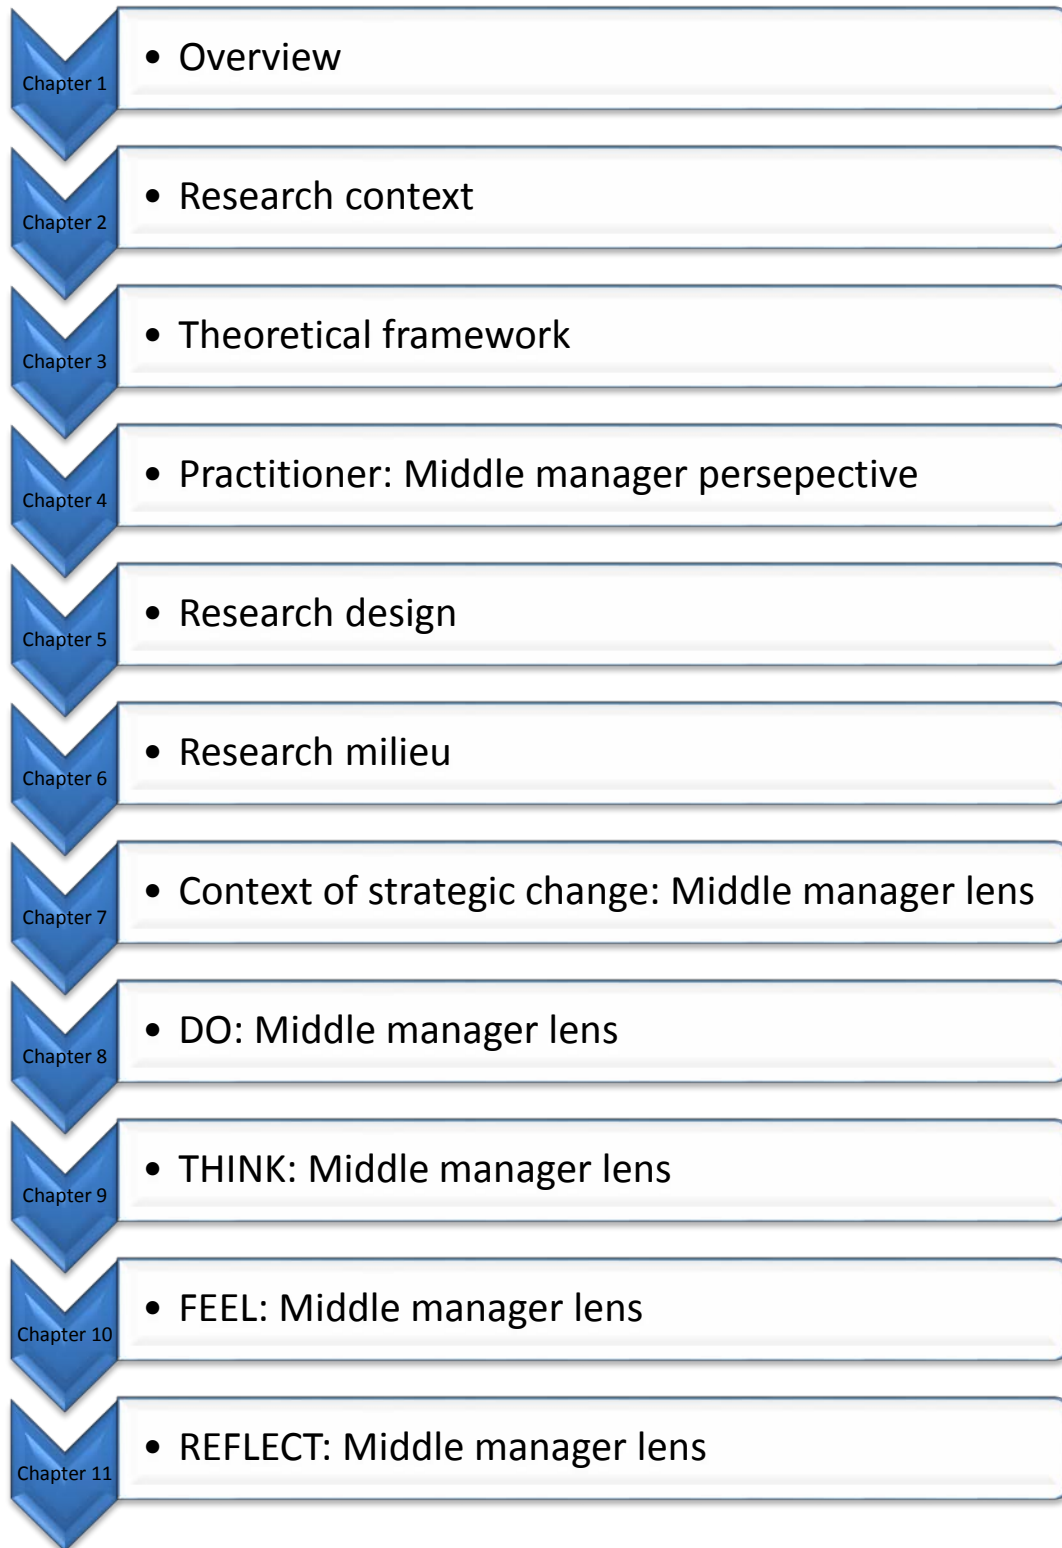 Chapter 1
• Overview
Chapter 2
• Research context
Chapter 3
• Theoretical framework
Chapter 4
• Practitioner: Middle manager persepective
Chapter 5
• Research design
Chapter 6
• Research milieu
Chapter 7
• Context of strategic change: Middle manager lens
Chapter 8
• DO: Middle manager lens
Chapter 9
• THINK: Middle manager lens
Chapter 10
• FEEL: Middle manager lens
Chapter 11
• REFLECT: Middle manager lens